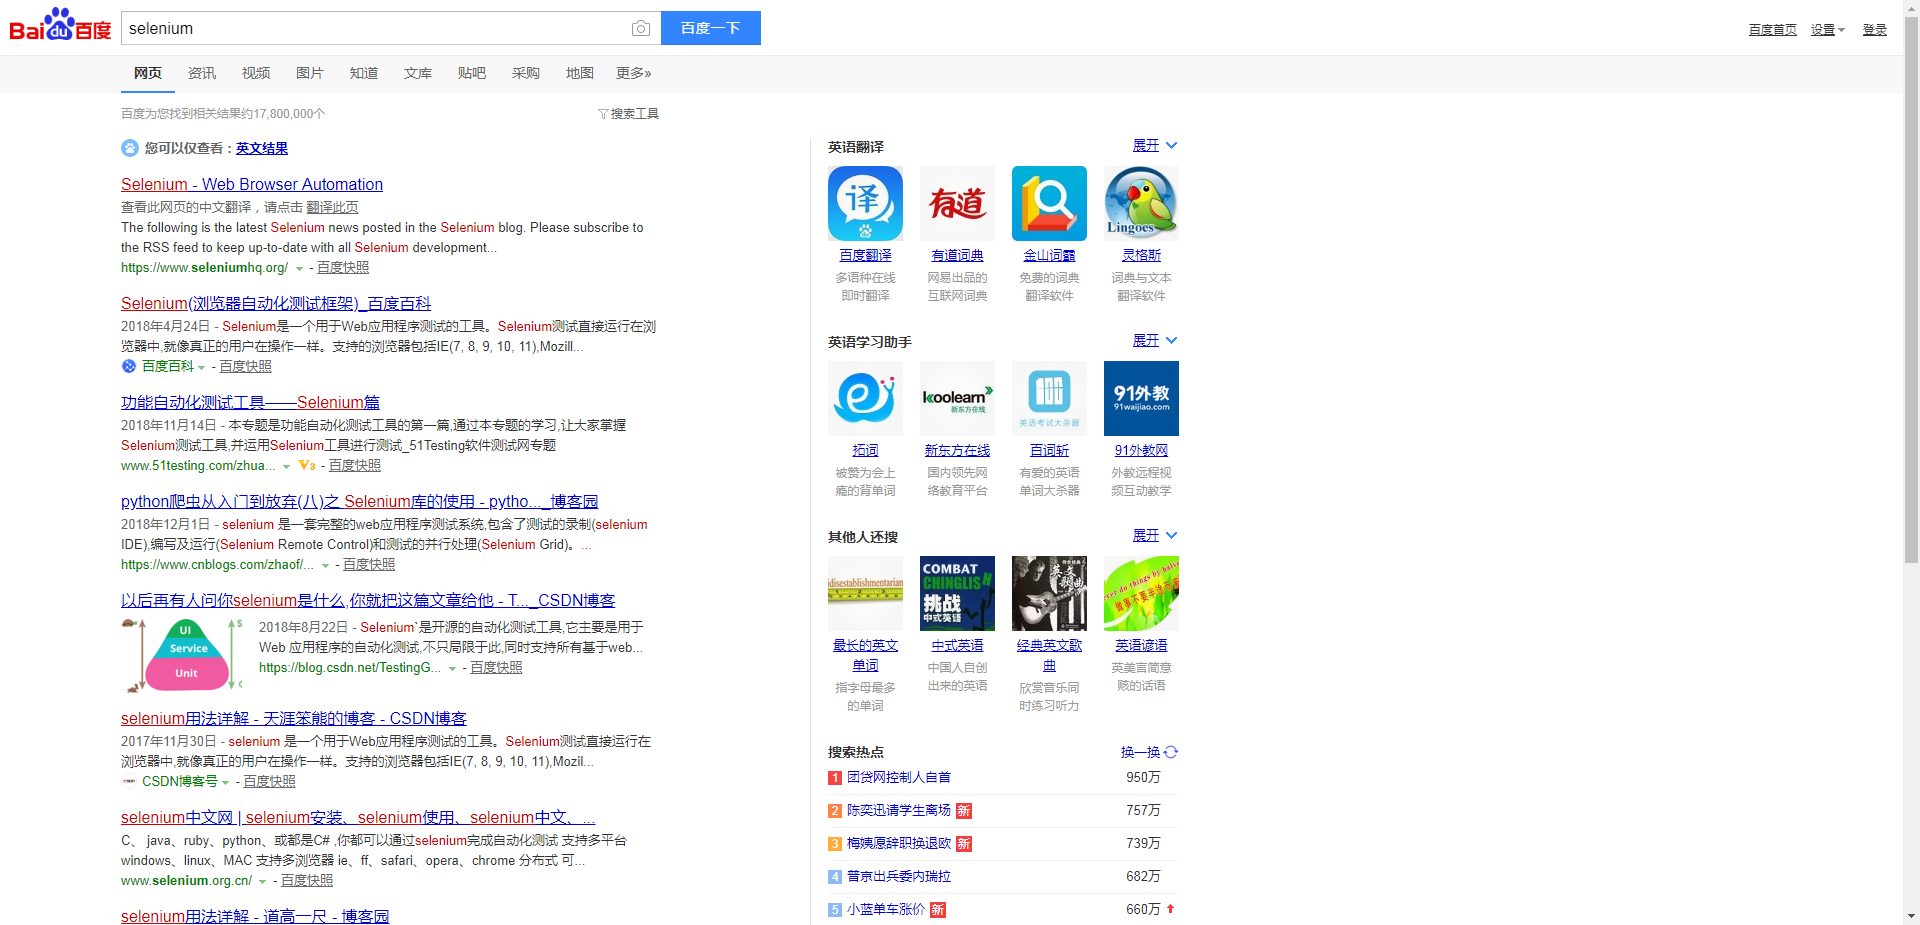 Baidu百度 selenium 百度一下 百度首页 设置 登录
网页 资讯 视频 图片 知道 文库 贴吧 采购 地图 更多»
百度为您找到相关结果约17,800,000个 搜索工具
您可以仅查看：英文结果
Selenium - Web Browser Automation
查看此网页的中文翻译，请点击 翻译此页
The following is the latest Selenium news posted in the Selenium blog. Please subscribe to
the RSS feed to keep up-to-date with all Selenium development...
https://www.seleniumhq.org/ - 百度快照
Selenium(浏览器自动化测试框架)_百度百科
2018年4月24日 - Selenium是一个用于Web应用程序测试的工具。Selenium测试直接运行在浏
览器中,就像真正的用户在操作一样。支持的浏览器包括IE(7, 8, 9, 10, 11),Mozill...
百度百科 - 百度快照
功能自动化测试工具——Selenium篇
2018年11月14日 - 本专题是功能自动化测试工具的第一篇,通过本专题的学习,让大家掌握
Selenium测试工具,并运用Selenium工具进行测试_51Testing软件测试网专题
www.51testing.com/zhua... V3 - 百度快照
python爬虫从入门到放弃(八)之 Selenium库的使用 - pytho..._博客园
2018年12月1日 - selenium 是一套完整的web应用程序测试系统,包含了测试的录制(selenium
IDE),编写及运行(Selenium Remote Control)和测试的并行处理(Selenium Grid)。...
https://www.cnblogs.com/zhaof/... - 百度快照
以后再有人问你selenium是什么,你就把这篇文章给他 - T..._CSDN博客
UI
Service
Unit
2018年8月22日 - Selenium`是开源的自动化测试工具,它主要是用于
Web 应用程序的自动化测试,不只局限于此,同时支持所有基于web...
https://blog.csdn.net/TestingG... - 百度快照
selenium用法详解 - 天涯笨熊的博客 - CSDN博客
2017年11月30日 - selenium 是一个用于Web应用程序测试的工具。Selenium测试直接运行在
浏览器中,就像真正的用户在操作一样。支持的浏览器包括IE(7, 8, 9, 10, 11),Mozil...
CSDN博客号 - 百度快照
selenium中文网 | selenium安装、selenium使用、selenium中文、...
C、 java、ruby、python、或都是C# ,你都可以通过selenium完成自动化测试 支持多平台
windows、linux、MAC 支持多浏览器 ie、ff、safari、opera、chrome 分布式 可...
www.selenium.org.cn/ - 百度快照
selenium用法详解 - 道高一尺 - 博客园
英语翻译 展开
译 有道 Lingoes
百度翻译 有道词典 金山词霸 灵格斯
多语种在线 网易出品的 免费的词典 词典与文本
即时翻译 互联网词典 翻译软件 翻译软件
英语学习助手 展开
koolearn 新东方在线 100 英语考试大杀器 91外教 91waijiao.com
拓词 新东方在线 百词斩 91外教网
被赞为会上 国内领先网 有爱的英语 外教远程视
瘾的背单词 络教育平台 单词大杀器 频互动教学
其他人还搜 展开
idisestablishmentarian COMBAT CHINGLISH 挑战 中式英语 英文歌曲 ver do things by halve 做事不要半途而废
最长的英文 中式英语 经典英文歌 英语谚语
单词 中国人自创 曲 英美言简意
指字母最多 出来的英语 欣赏音乐同 赅的话语
的单词 时练习听力
搜索热点 换一换
1 团贷网控制人自首 950万
2 陈奕迅请学生离场 新 757万
3 梅姨愿辞职换退欧 新 739万
4 普京出兵委内瑞拉 682万
5 小蓝单车涨价 新 660万